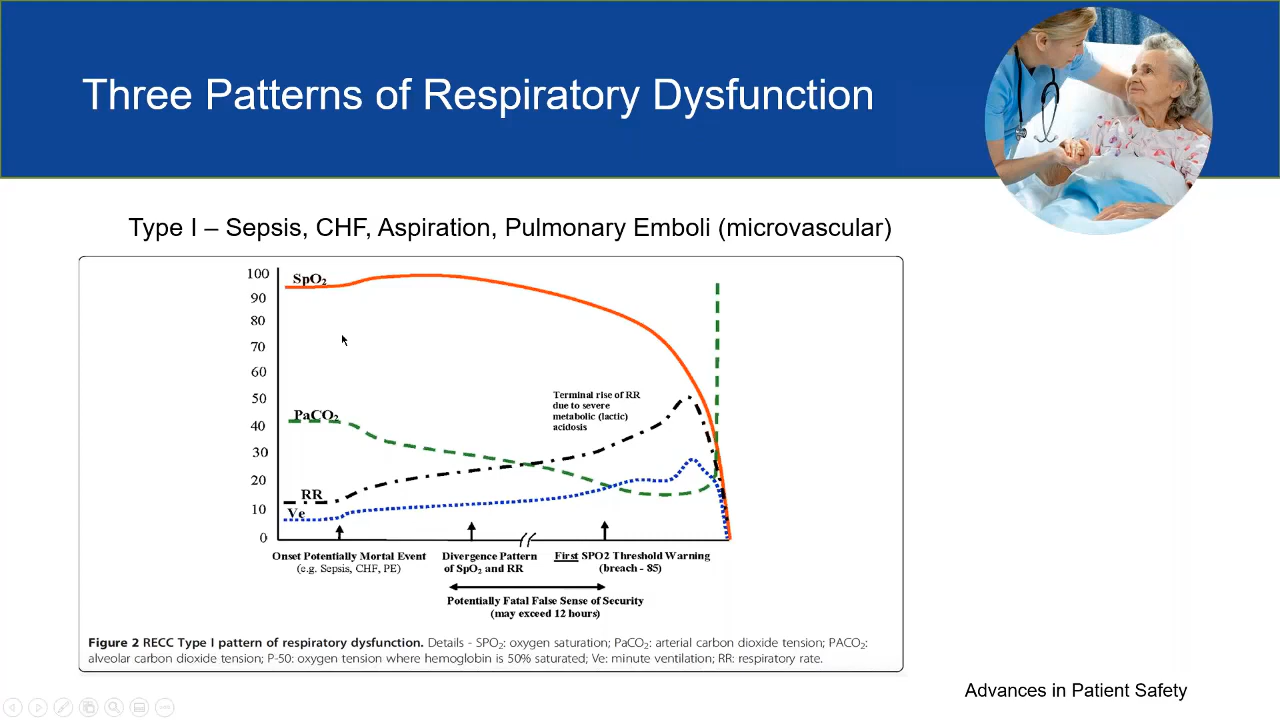 Three Patterns of Respiratory Dysfunction
Type I – Sepsis, CHF, Aspiration, Pulmonary Emboli (microvascular)
100
90
80
70
60
50
40
30
20
10
0
SpO₂
PaCO₂
RR
Ve
Terminal rise of RR
due to severe
metabolic (lactic)
acidosis
Onset Potentially Mortal Event
(e.g. Sepsis, CHF, PE)
Divergence Pattern
of SpO₂ and RR
First SPO2 Threshold Warning
(breach - 85)
Potentially Fatal False Sense of Security
(may exceed 12 hours)
Figure 2 RECC Type I pattern of respiratory dysfunction. Details - SPO₂: oxygen saturation; PaCO₂: arterial carbon dioxide tension; PACO₂:
alveolar carbon dioxide tension; P-50: oxygen tension where hemoglobin is 50% saturated; Ve: minute ventilation; RR: respiratory rate.
Advances in Patient Safety